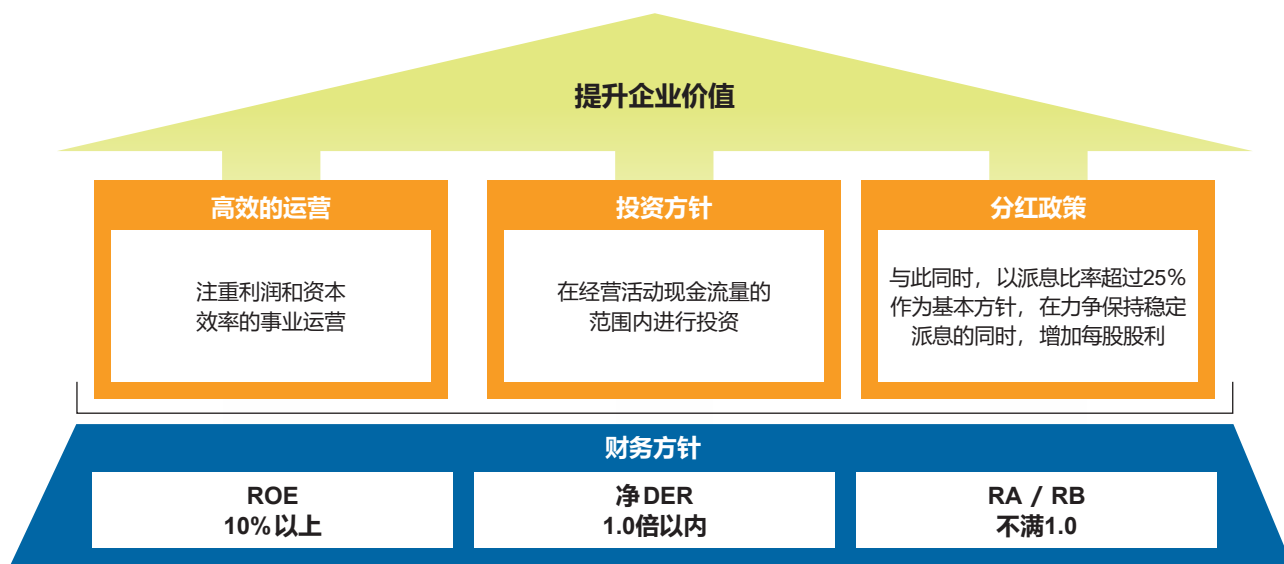 提升企业价值
高效的运营
注重利润和资本
效率的事业运营
投资方针
在经营活动现金流量的
范围内进行投资
分红政策
与此同时，以派息比率超过25%
作为基本方针，在力争保持稳定
派息的同时，增加每股股利
财务方针
ROE
10%以上
净DER
1.0倍以内
RA / RB
不满1.0